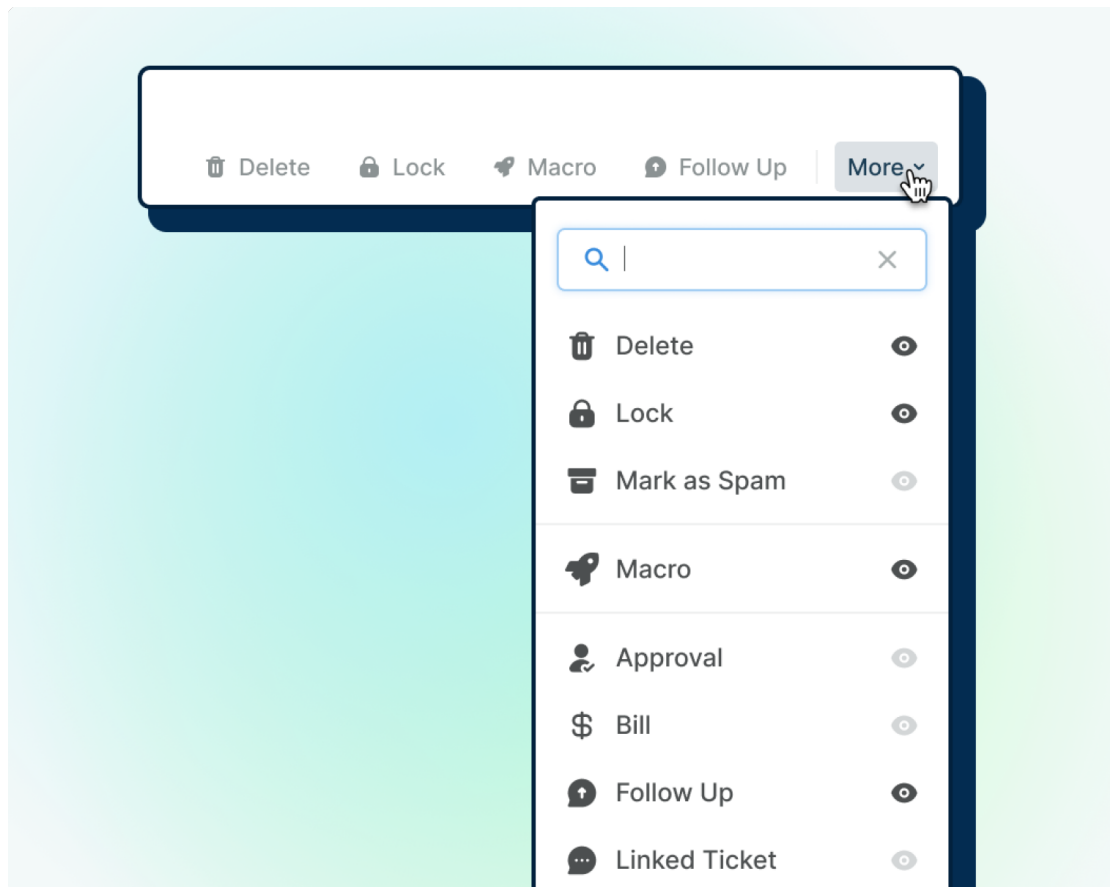 Delete Lock Macro Follow Up More
Delete
Lock
Mark as Spam
Macro
Approval
Bill
Follow Up
Linked Ticket